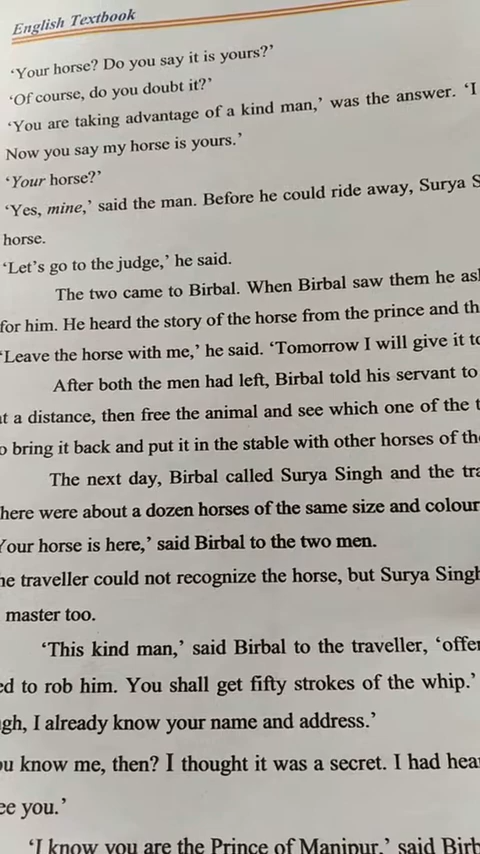 English Textbook
‘Your horse? Do you say it is yours?’
‘Of course, do you doubt it?’
‘You are taking advantage of a kind man,’ was the answer. ‘I
Now you say my horse is yours.’
‘Your horse?’
‘Yes, mine,’ said the man. Before he could ride away, Surya S
horse.
‘Let’s go to the judge,’ he said.
The two came to Birbal. When Birbal saw them he as
for him. He heard the story of the horse from the prince and th
‘Leave the horse with me,’ he said. ‘Tomorrow I will give it to
After both the men had left, Birbal told his servant to
at a distance, then free the animal and see which one of the t
o bring it back and put it in the stable with other horses of the
The next day, Birbal called Surya Singh and the tra
here were about a dozen horses of the same size and colour
Your horse is here,’ said Birbal to the two men.
he traveller could not recognize the horse, but Surya Singh
master too.
‘This kind man,’ said Birbal to the traveller, ‘offer
ed to rob him. You shall get fifty strokes of the whip.’
gh, I already know your name and address.’
ou know me, then? I thought it was a secret. I had hea
ee you.’
‘I know you are the Prince of Manipur,’ said Birb